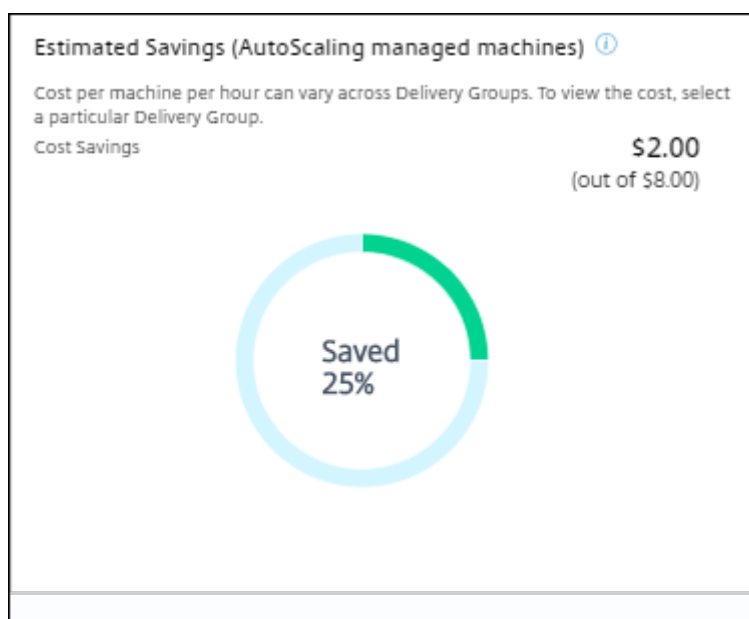 Estimated Savings (AutoScaling managed machines) i
Cost per machine per hour can vary across Delivery Groups. To view the cost, select
a particular Delivery Group.
Cost Savings $2.00
(out of $8.00)
Saved
25%